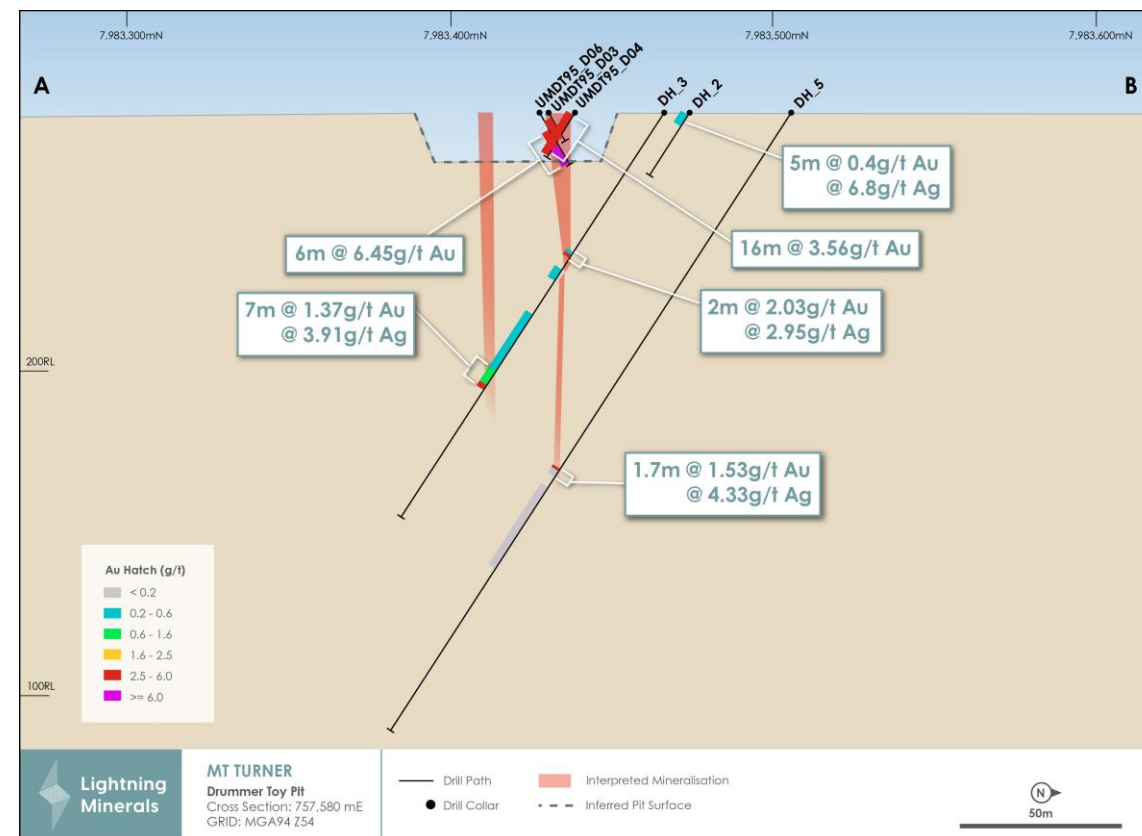 7,983,300mN
7,983,400mN
7,983,500mN
7,983,600mN
A
UMDT95_D06
UMDT95_D03
UMDT95_D04
DH_3
DH_2
DH_5
B
5m @ 0.4g/t Au
@ 6.8g/t Ag
6m @ 6.45g/t Au
16m @ 3.56g/t Au
7m @ 1.37g/t Au
@ 3.91g/t Ag
2m @ 2.03g/t Au
@ 2.95g/t Ag
200RL
1.7m @ 1.53g/t Au
@ 4.33g/t Ag
Au Hatch (g/t)
< 0.2
0.2 - 0.6
0.6 - 1.6
1.6 - 2.5
2.5 - 6.0
>= 6.0
100RL
Lightning
Minerals
MT TURNER
Drummer Toy Pit
Cross Section: 757,580 mE
GRID: MGA94 Z54
Drill Path
Drill Collar
Interpreted Mineralisation
Inferred Pit Surface
N
50m